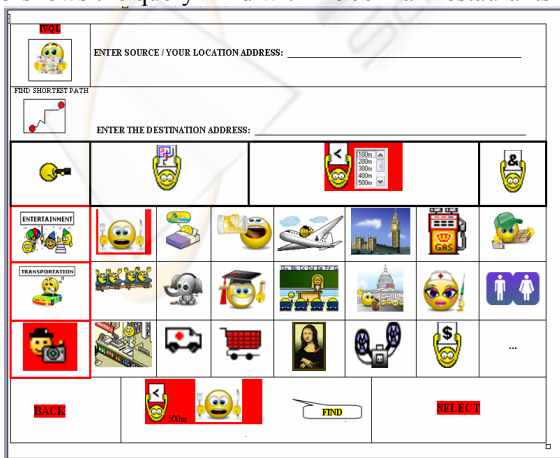 IVQL
ENTER SOURCE / YOUR LOCATION ADDRESS:
FIND SHORTEST PATH
ENTER THE DESTINATION ADDRESS:
?
<
100m
200m
300m
400m
500m
&
ENTERTAINMENT
GAS
TRANSPORTATION
$
...
BACK
<
500m
FIND
SELECT